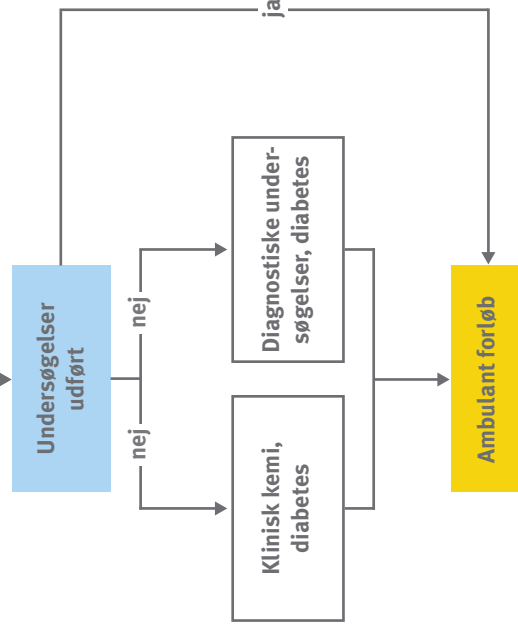 Undersøgelser
udført
ja
nej
nej
Klinisk kemi,
diabetes
Diagnostiske under-
søgelser, diabetes
Ambulant forløb